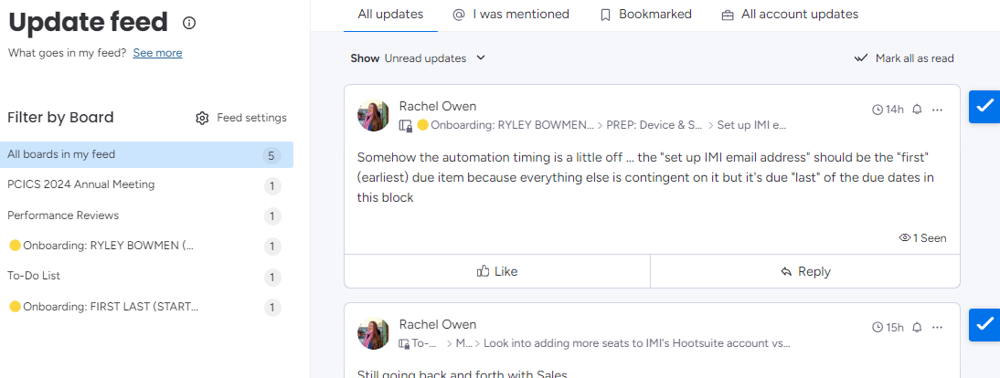 Update feed
What goes in my feed? See more
Filter by Board
Feed settings
All boards in my feed 5
PCICS 2024 Annual Meeting 1
Performance Reviews 1
Onboarding: RYLEY BOWMEN (... 1
To-Do List 1
Onboarding: FIRST LAST (START... 1
All updates I was mentioned Bookmarked All account updates
Show Unread updates Mark all as read
Rachel Owen
14h
Onboarding: RYLEY BOWMEN... > PREP: Device & S... > Set up IMI e...
Somehow the automation timing is a little off ... the "set up IMI email address" should be the "first"
(earliest) due item because everything else is contingent on it but it's due "last" of the due dates in
this block
1 Seen
Like Reply
Rachel Owen
15h
To-... > M... > Look into adding more seats to IMI's Hootsuite account vs...
Still going back and forth with Sales